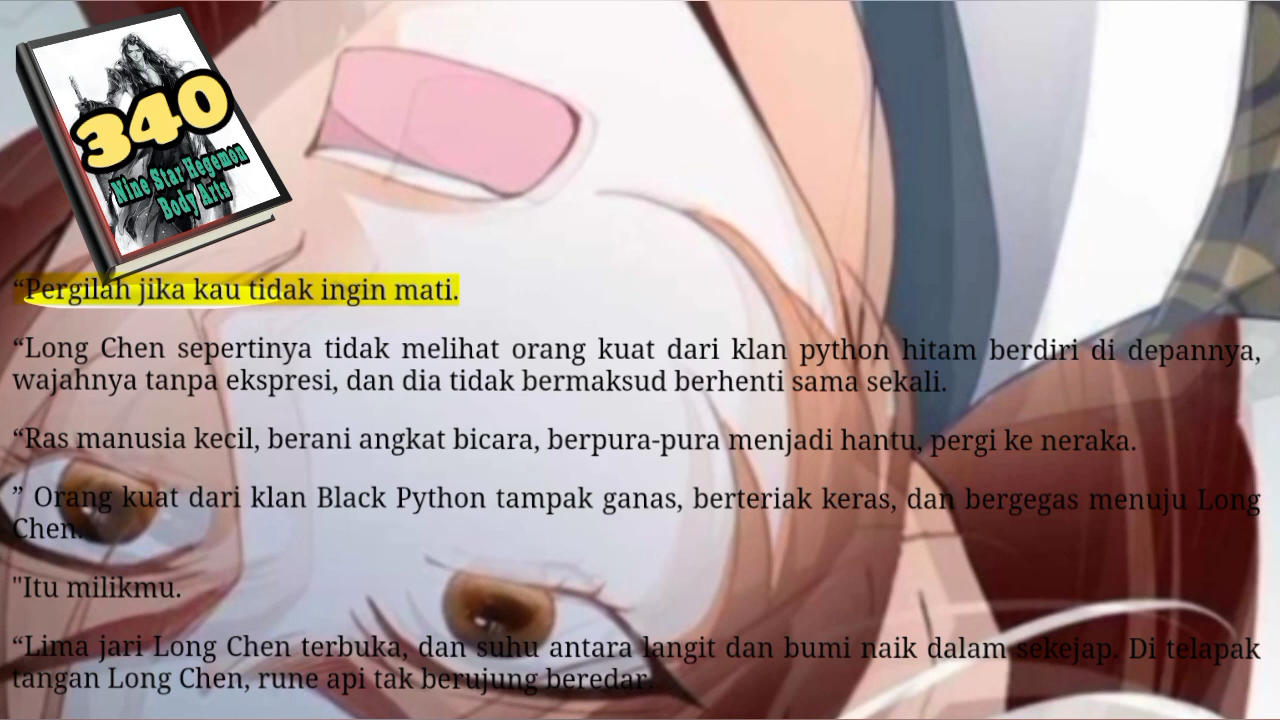 340
Nine Star Hegemon
Body Arts
“Pergilah jika kau tidak ingin mati.
“Long Chen sepertinya tidak melihat orang kuat dari klan python hitam berdiri di depannya,
wajahnya tanpa ekspresi, dan dia tidak bermaksud berhenti sama sekali.
“Ras manusia kecil, berani angkat bicara, berpura-pura menjadi hantu, pergi ke neraka.
” Orang kuat dari klan Black Python tampak ganas, berteriak keras, dan bergegas menuju Long
Chen.
"Itu milikmu.
“Lima jari Long Chen terbuka, dan suhu antara langit dan bumi naik dalam sekejap. Di telapak
tangan Long Chen, rune api tak berujung beredar.